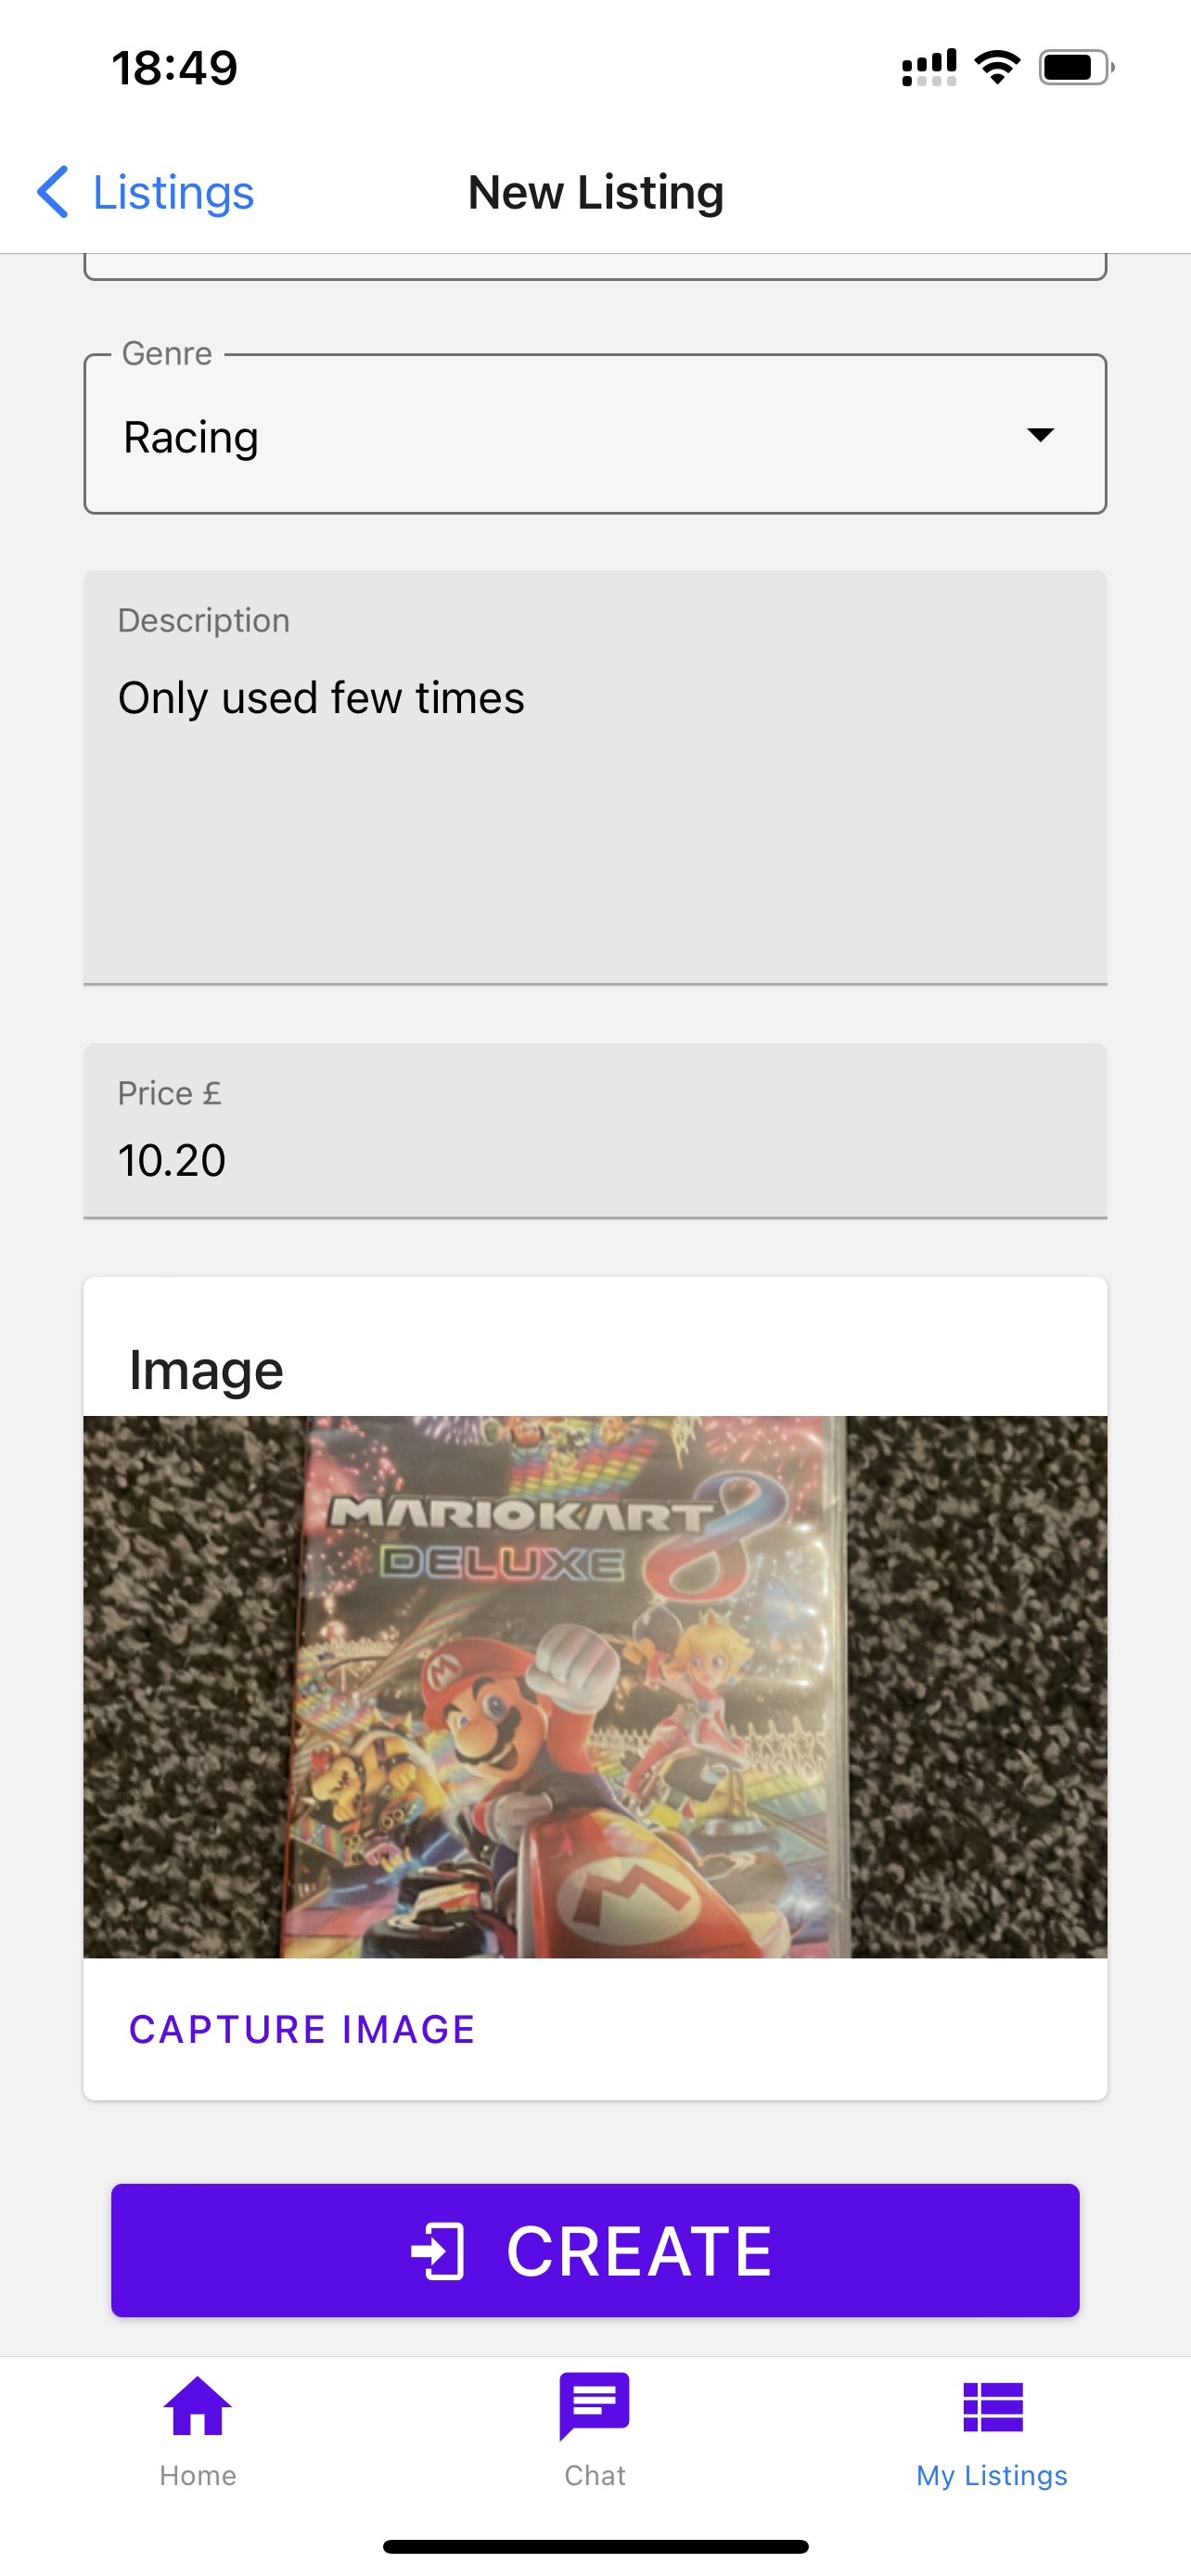 18:49
Listings
New Listing
Genre
Racing
Description
Only used few times
Price £
10.20
Image
MARIOKART 8
DELUXE
M
M
CAPTURE IMAGE
CREATE
Home
Chat
My Listings